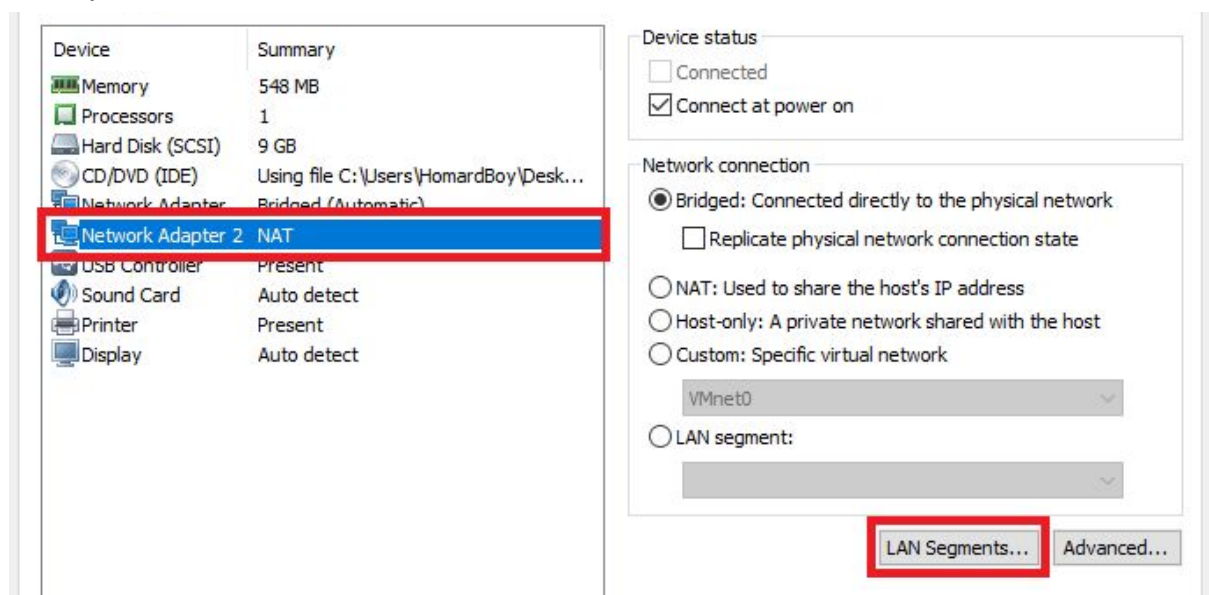 Device Summary
Memory 548 MB
Processors 1
Hard Disk (SCSI) 9 GB
CD/DVD (IDE) Using file C:\Users\HomardBoy\Desk...
Network Adapter Bridged (Automatic)
Network Adapter 2 NAT
USB Controller Present
Sound Card Auto detect
Printer Present
Display Auto detect
Device status
Connected
Connect at power on
Network connection
Bridged: Connected directly to the physical network
Replicate physical network connection state
NAT: Used to share the host's IP address
Host-only: A private network shared with the host
Custom: Specific virtual network
VMnet0
LAN segment:
LAN Segments... Advanced...